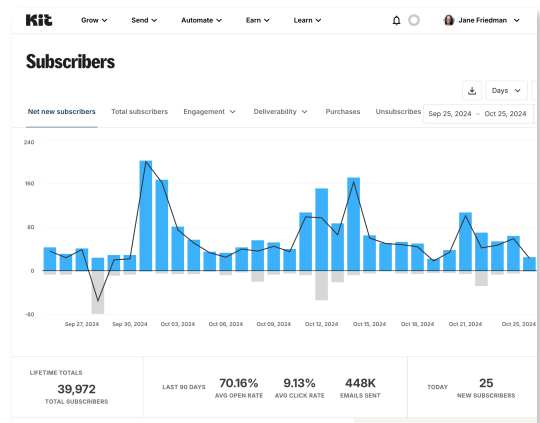 Kit Grow Send Automate Earn Learn Jane Friedman
Subscribers
Days
Net new subscribers Total subscribers Engagement Deliverability Purchases Unsubscribes Sep 25, 2024 – Oct 25, 2024
240
160
80
0
-80
Sep 27, 2024 Sep 30, 2024 Oct 03, 2024 Oct 06, 2024 Oct 09, 2024 Oct 12, 2024 Oct 15, 2024 Oct 18, 2024 Oct 21, 2024 Oct 25, 2024
LIFETIME TOTALS
39,972
TOTAL SUBSCRIBERS
LAST 90 DAYS
70.16%
AVG OPEN RATE
9.13%
AVG CLICK RATE
448K
EMAILS SENT
TODAY
25
NEW SUBSCRIBERS